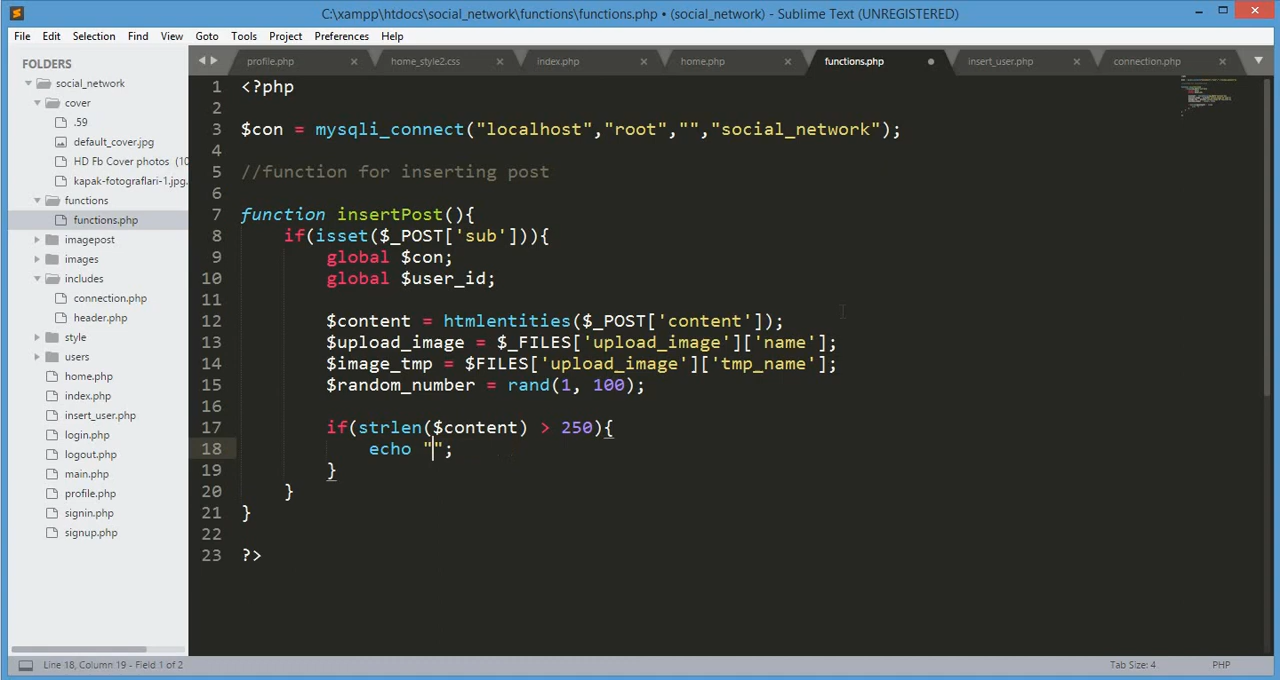 C:\xampp\htdocs\social_network\functions\functions.php • (social_network) - Sublime Text (UNREGISTERED)
File Edit Selection Find View Goto Tools Project Preferences Help
FOLDERS
social_network
cover
.59
default_cover.jpg
HD Fb Cover photos (10
kapak-fotograflari-1.jpg.
functions
functions.php
imagepost
images
includes
connection.php
header.php
style
users
home.php
index.php
insert_user.php
login.php
logout.php
main.php
profile.php
signin.php
signup.php
profile.php home_style2.css index.php home.php functions.php insert_user.php connection.php
1 <?php
2
3 $con = mysqli_connect("localhost","root","","social_network");
4
5 //function for inserting post
6
7 function insertPost(){
8 if(isset($_POST['sub'])){
9 global $con;
10 global $user_id;
11
12 $content = htmlentities($_POST['content']);
13 $upload_image = $_FILES['upload_image']['name'];
14 $image_tmp = $FILES['upload_image']['tmp_name'];
15 $random_number = rand(1, 100);
16
17 if(strlen($content) > 250){
18 echo "";
19 }
20 }
21 }
22
23 ?>
Line 18, Column 19 - Field 1 of 2 Tab Size: 4 PHP